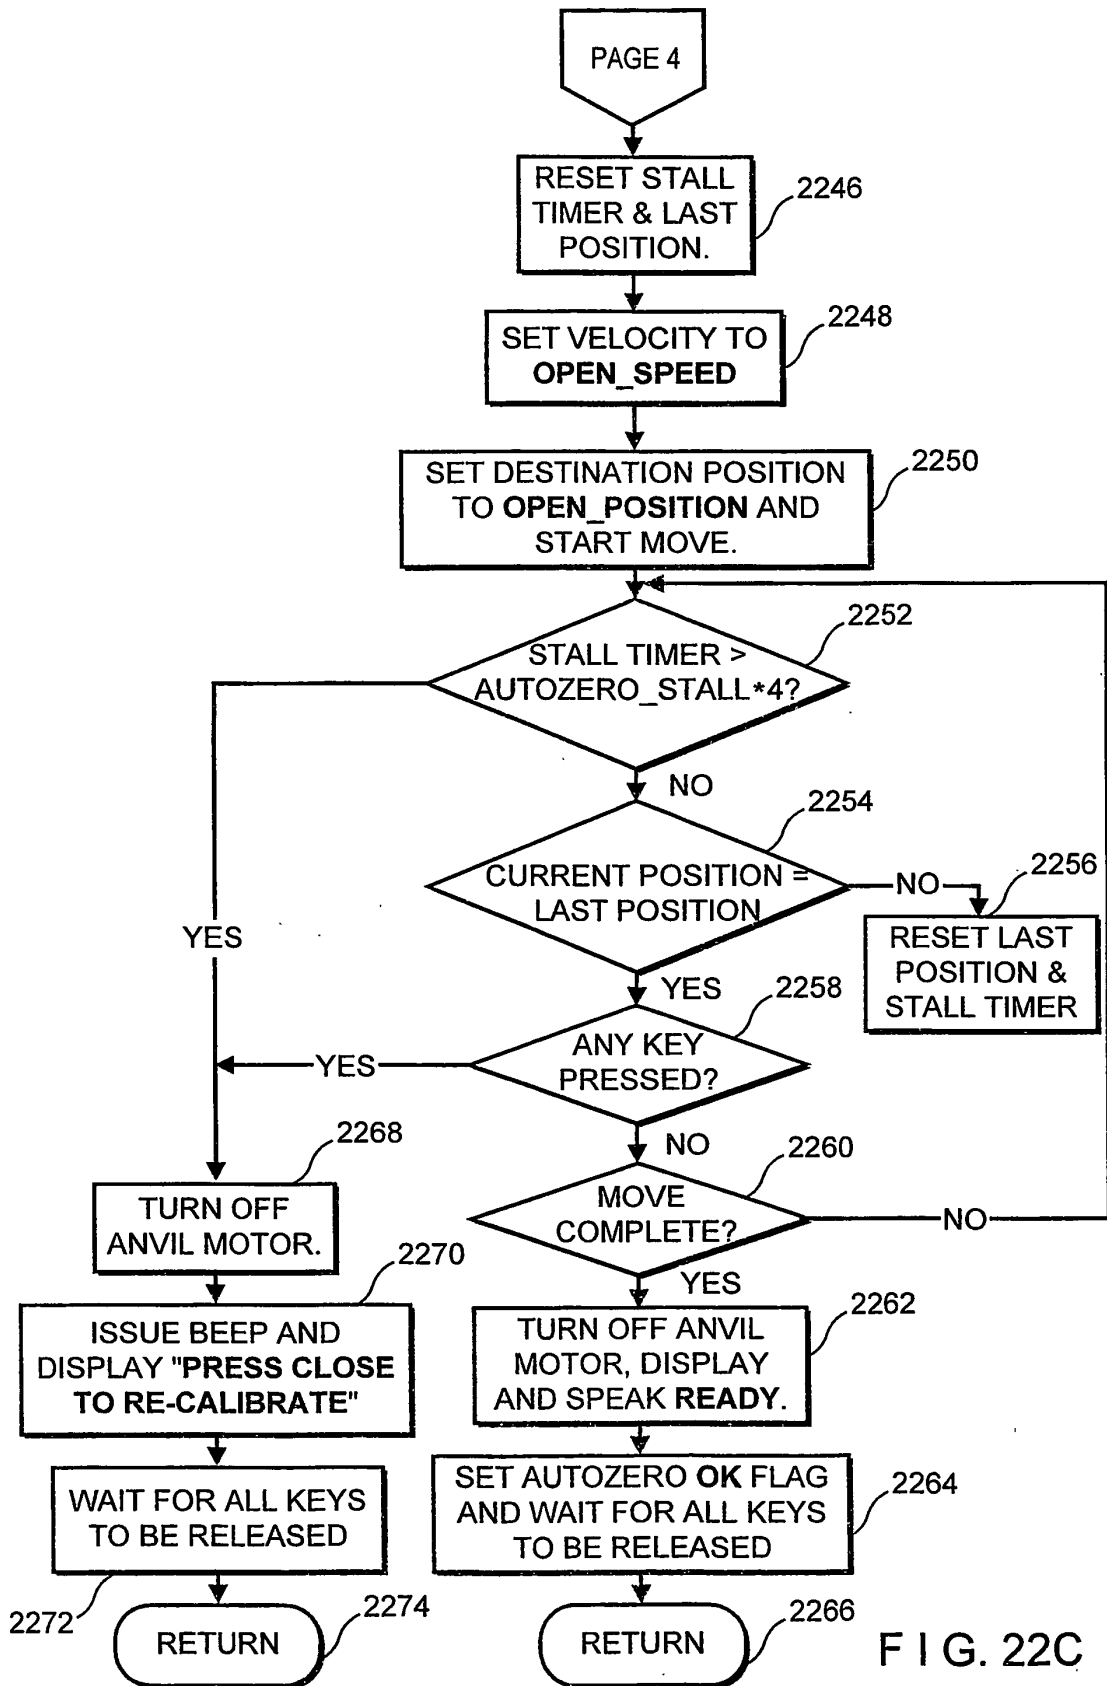 PAGE 4
RESET STALL
TIMER & LAST
POSITION.
2246
SET VELOCITY TO
OPEN_SPEED
2248
SET DESTINATION POSITION
TO OPEN_POSITION AND
START MOVE.
2250
STALL TIMER >
AUTOZERO_STALL*4?
2252
YES
NO
CURRENT POSITION =
LAST POSITION
2254
NO
2256
RESET LAST
POSITION &
STALL TIMER
YES
ANY KEY
PRESSED?
2258
YES
NO
MOVE
COMPLETE?
2260
NO
YES
2268
TURN OFF
ANVIL MOTOR.
2270
ISSUE BEEP AND
DISPLAY "PRESS CLOSE
TO RE-CALIBRATE"
WAIT FOR ALL KEYS
TO BE RELEASED
2272
RETURN
2274
2262
TURN OFF ANVIL
MOTOR, DISPLAY
AND SPEAK READY.
SET AUTOZERO OK FLAG
AND WAIT FOR ALL KEYS
TO BE RELEASED
2264
RETURN
2266
FIG. 22C